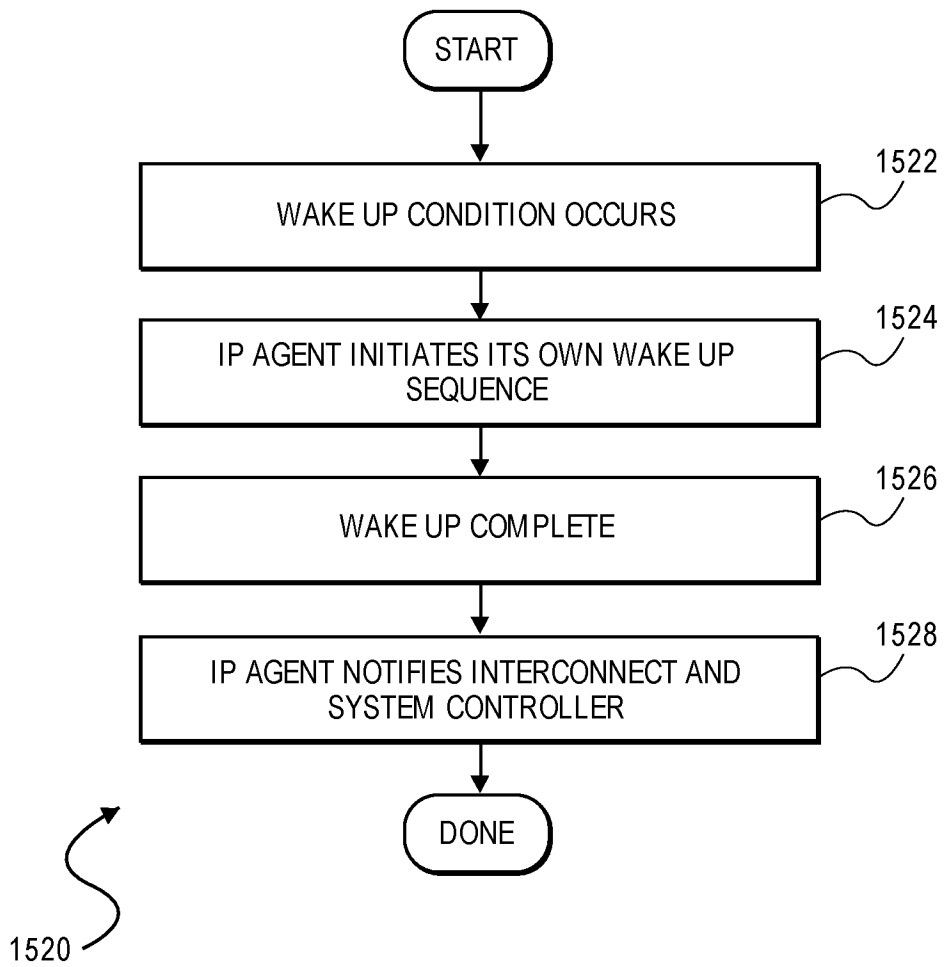 START
1522
WAKE UP CONDITION OCCURS
1524
IP AGENT INITIATES ITS OWN WAKE UP
SEQUENCE
1526
WAKE UP COMPLETE
1528
IP AGENT NOTIFIES INTERCONNECT AND
SYSTEM CONTROLLER
DONE
1520